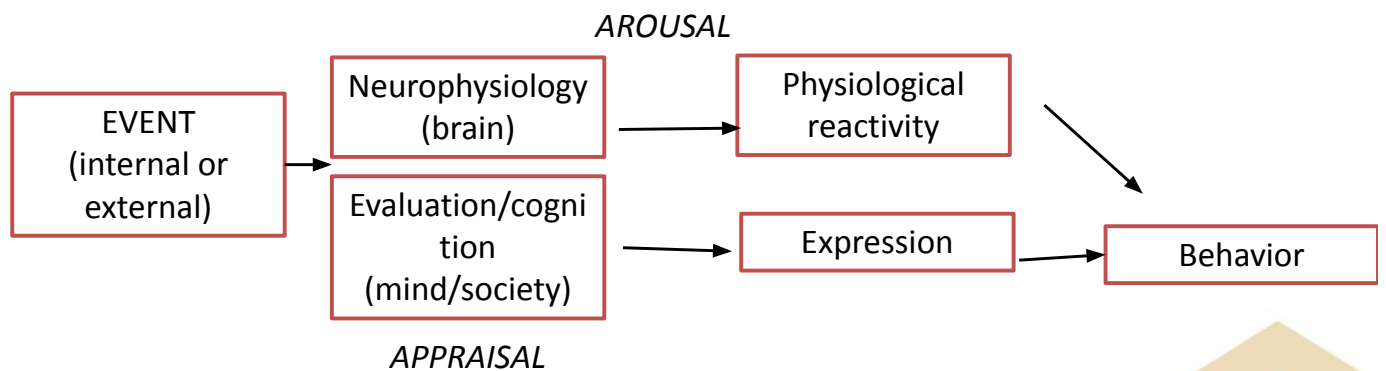 AROUSAL
EVENT
(internal or
external)
Neurophysiology
(brain)
Evaluation/cogni
tion
(mind/society)
Physiological
reactivity
Expression
Behavior
APPRAISAL